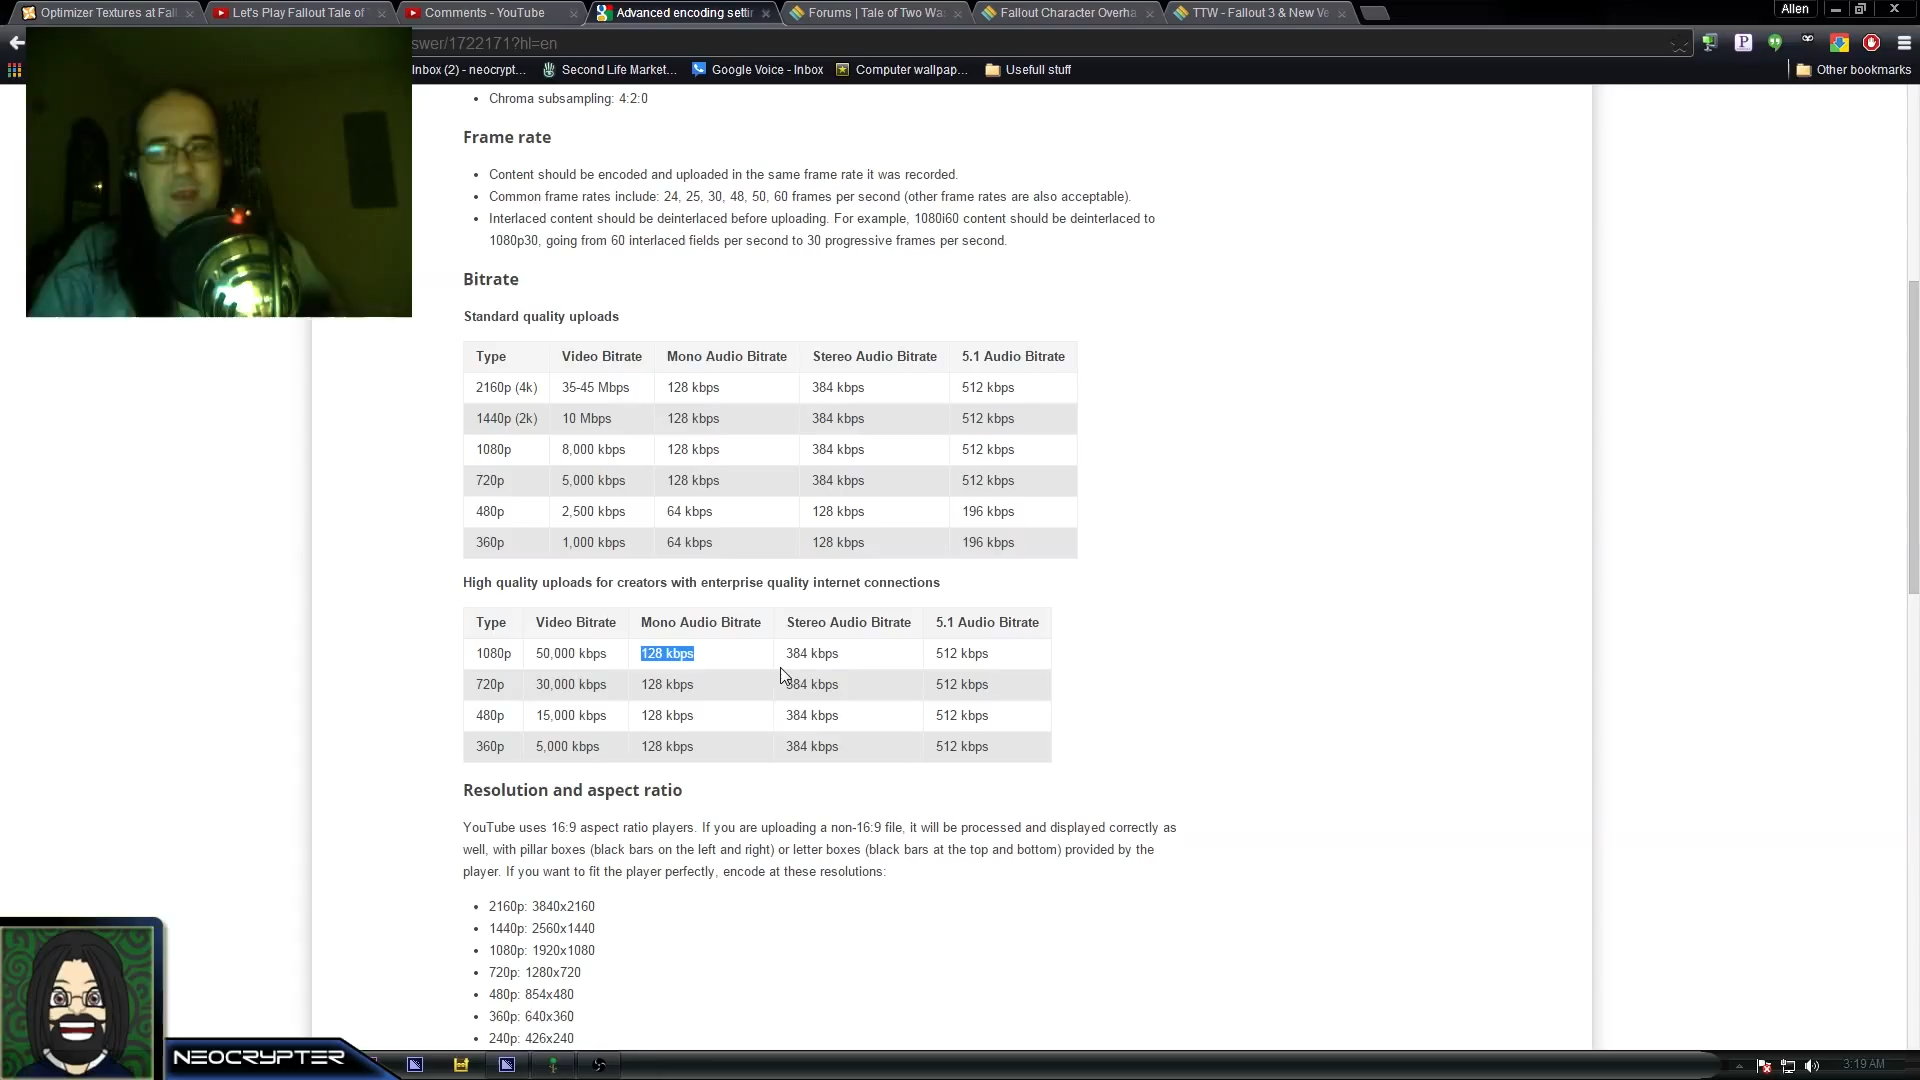 Optimizer Textures at Fall
Let's Play Fallout Tale of
Comments - YouTube
Advanced encoding setti
Forums | Tale of Two Wa
Fallout Character Overha
TTW - Fallout 3 & New Ve
Allen
swer/1722171?hl=en
Inbox (2) - neocrypt...
Second Life Market...
Google Voice - Inbox
Computer wallpap...
Usefull stuff
Other bookmarks
• Chroma subsampling: 4:2:0
Frame rate
• Content should be encoded and uploaded in the same frame rate it was recorded.
• Common frame rates include: 24, 25, 30, 48, 50, 60 frames per second (other frame rates are also acceptable).
• Interlaced content should be deinterlaced before uploading. For example, 1080i60 content should be deinterlaced to
1080p30, going from 60 interlaced fields per second to 30 progressive frames per second.
Bitrate
Standard quality uploads
Type Video Bitrate Mono Audio Bitrate Stereo Audio Bitrate 5.1 Audio Bitrate
2160p (4k) 35-45 Mbps 128 kbps 384 kbps 512 kbps
1440p (2k) 10 Mbps 128 kbps 384 kbps 512 kbps
1080p 8,000 kbps 128 kbps 384 kbps 512 kbps
720p 5,000 kbps 128 kbps 384 kbps 512 kbps
480p 2,500 kbps 64 kbps 128 kbps 196 kbps
360p 1,000 kbps 64 kbps 128 kbps 196 kbps
High quality uploads for creators with enterprise quality internet connections
Type Video Bitrate Mono Audio Bitrate Stereo Audio Bitrate 5.1 Audio Bitrate
1080p 50,000 kbps 128 kbps 384 kbps 512 kbps
720p 30,000 kbps 128 kbps 384 kbps 512 kbps
480p 15,000 kbps 128 kbps 384 kbps 512 kbps
360p 5,000 kbps 128 kbps 384 kbps 512 kbps
Resolution and aspect ratio
YouTube uses 16:9 aspect ratio players. If you are uploading a non-16:9 file, it will be processed and displayed correctly as
well, with pillar boxes (black bars on the left and right) or letter boxes (black bars at the top and bottom) provided by the
player. If you want to fit the player perfectly, encode at these resolutions:
• 2160p: 3840x2160
• 1440p: 2560x1440
• 1080p: 1920x1080
• 720p: 1280x720
• 480p: 854x480
• 360p: 640x360
• 240p: 426x240
NEOCRYPTER
3:19 AM